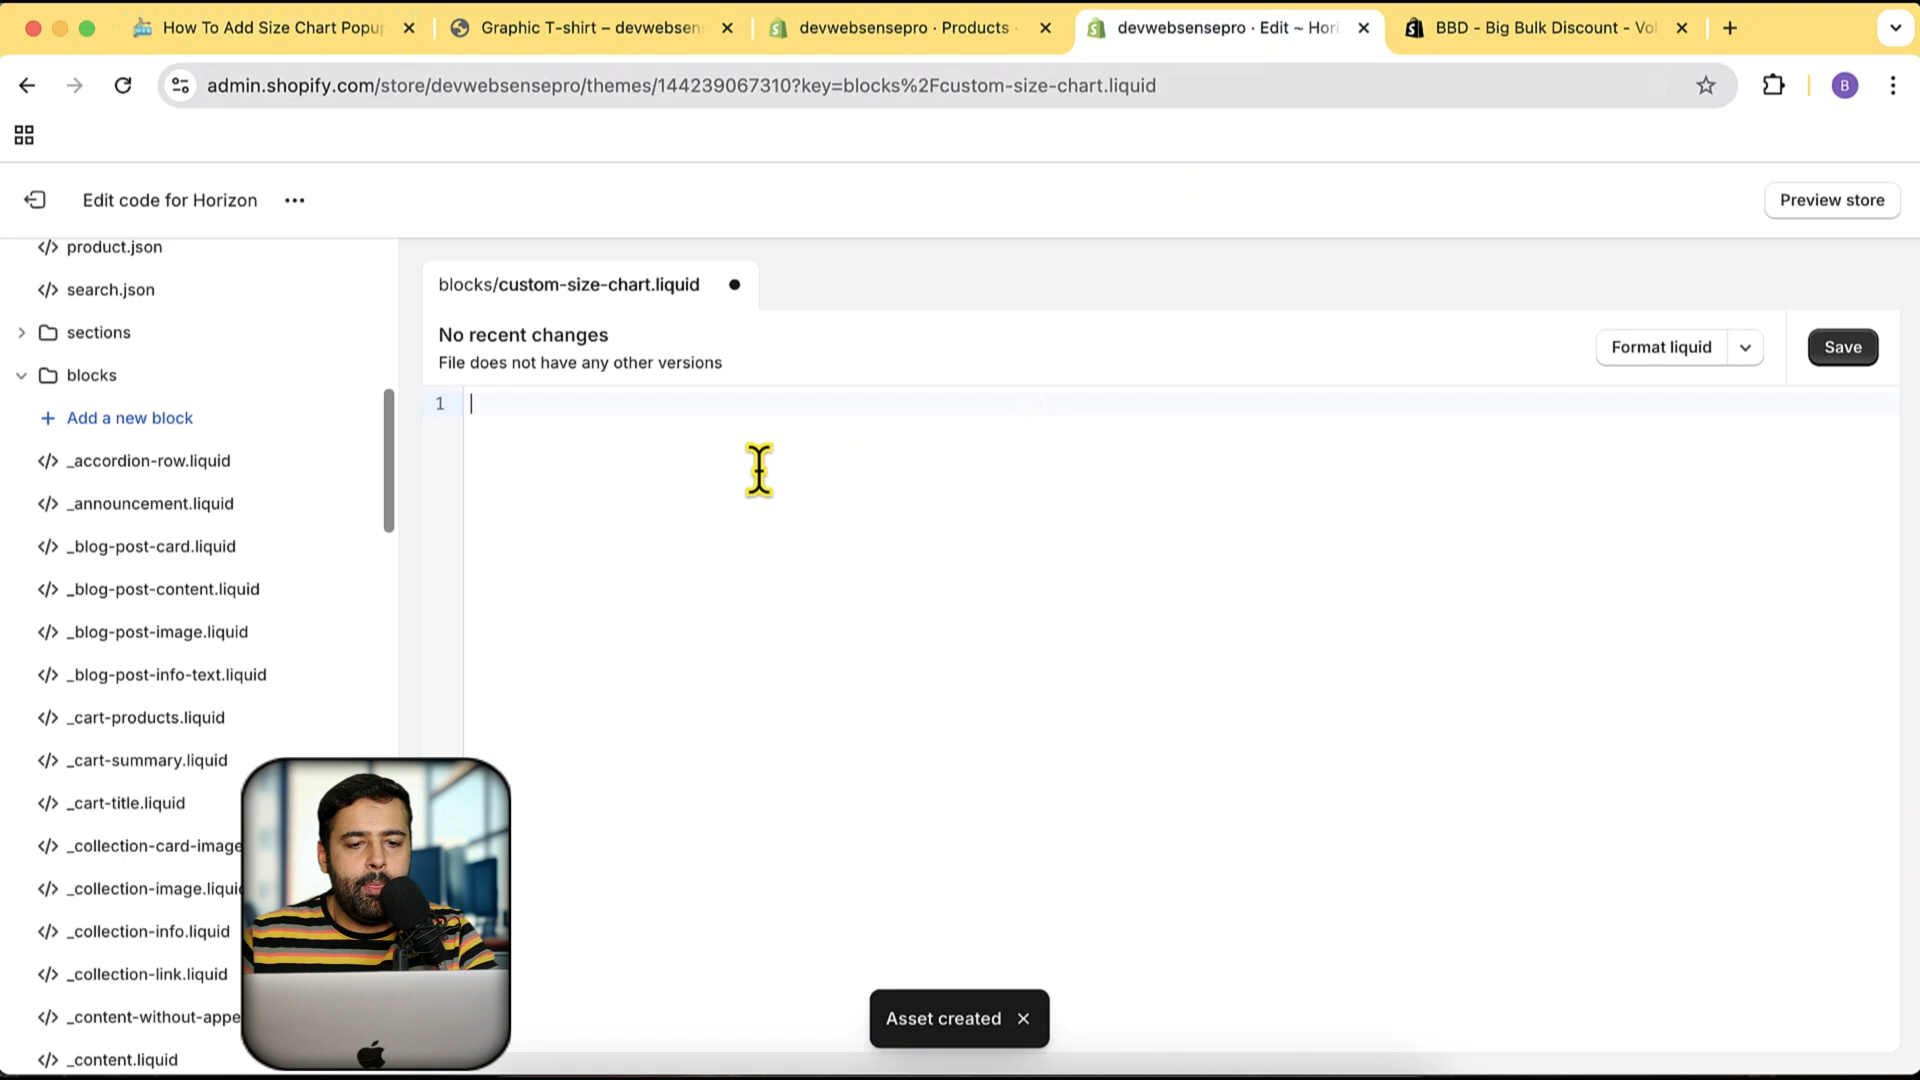 How To Add Size Chart Popu
Graphic T-shirt – devwebsen
devwebsensepro · Products
devwebsensepro · Edit ~ Hori
BBD - Big Bulk Discount - Vol
admin.shopify.com/store/devwebsensepro/themes/144239067310?key=blocks%2Fcustom-size-chart.liquid
B
Edit code for Horizon
Preview store
product.json
search.json
sections
blocks
Add a new block
_accordion-row.liquid
_announcement.liquid
_blog-post-card.liquid
_blog-post-content.liquid
_blog-post-image.liquid
_blog-post-info-text.liquid
_cart-products.liquid
_cart-summary.liquid
_cart-title.liquid
_collection-card-image
_collection-image.liquid
_collection-info.liquid
_collection-link.liquid
_content-without-appe
_content.liquid
blocks/custom-size-chart.liquid
No recent changes
File does not have any other versions
Format liquid
Save
1
Asset created